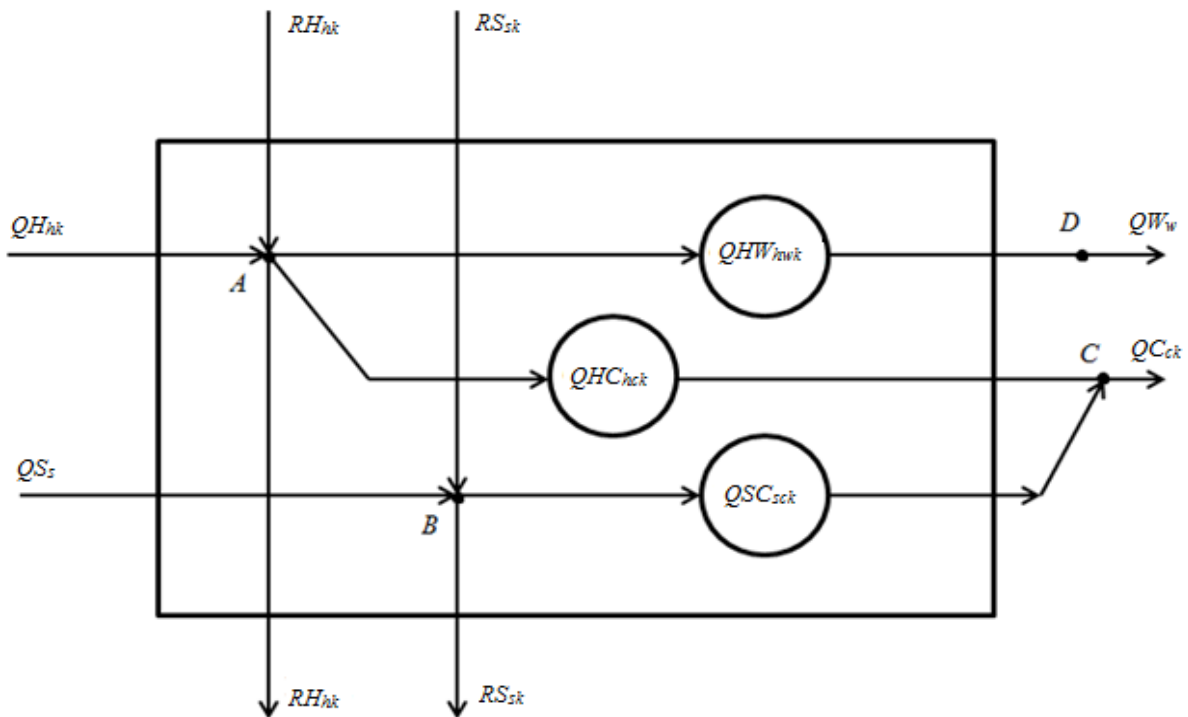 RHhk
RSsk
QHhk
A
QHWhwk
D
QWw
QHChck
C
QCck
QSs
B
QSCsck
RHhk
RSsk